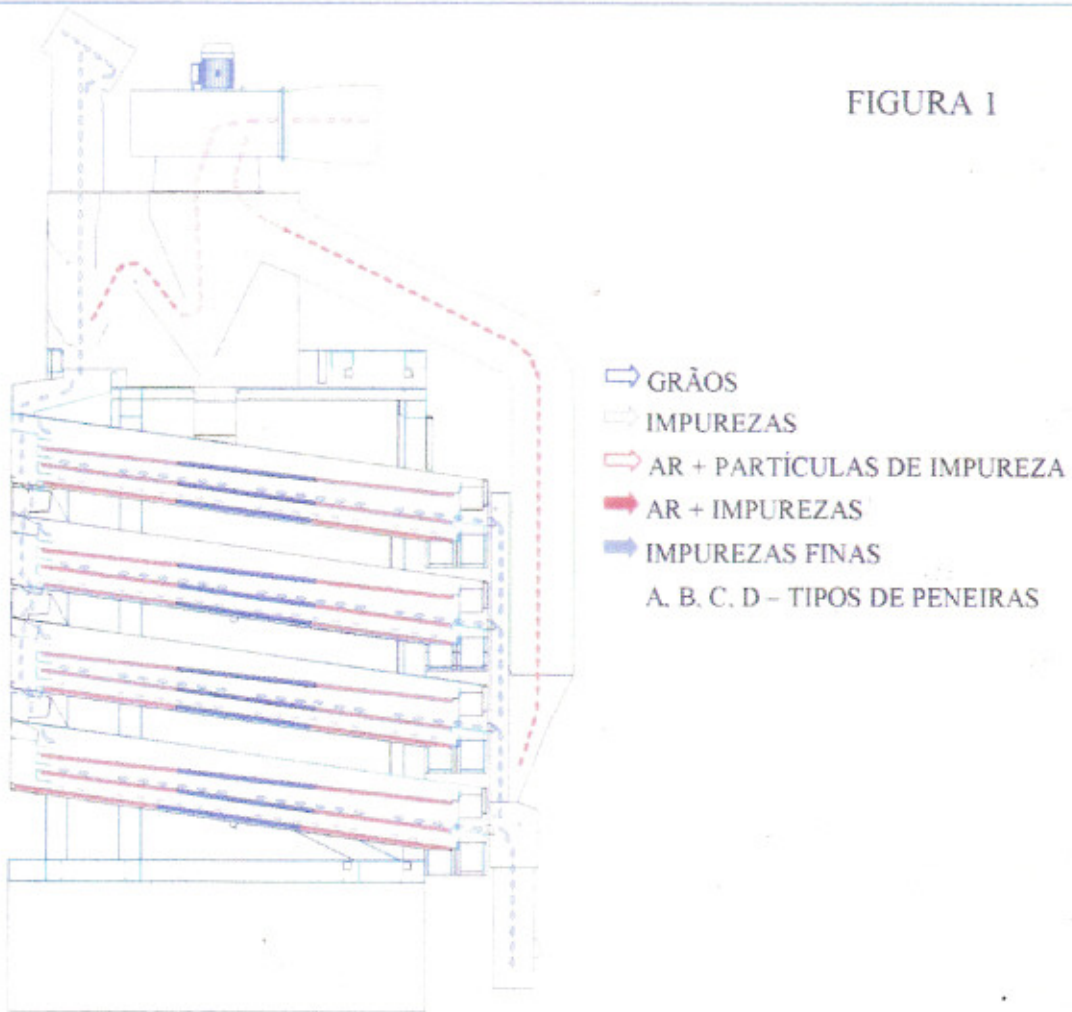 FIGURA 1
GRÃOS
IMPUREZAS
AR + PARTÍCULAS DE IMPUREZA
AR + IMPUREZAS
IMPUREZAS FINAS
A, B, C, D – TIPOS DE PENEIRAS